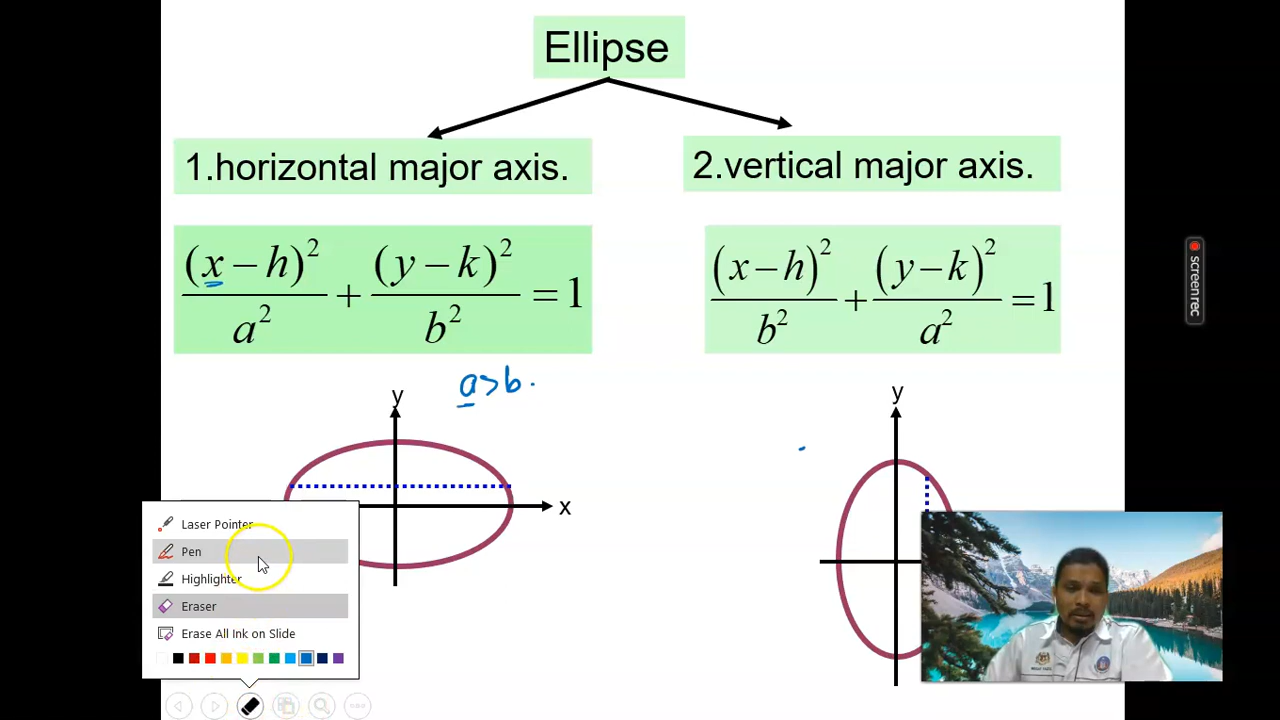 Ellipse
1.horizontal major axis.
2.vertical major axis.
(x – h)² / a² + (y – k)² / b² = 1
(x – h)² / b² + (y – k)² / a² = 1
a > b.
y
x
y
Laser Pointer
Pen
Highlighter
Eraser
Erase All Ink on Slide
screenrec